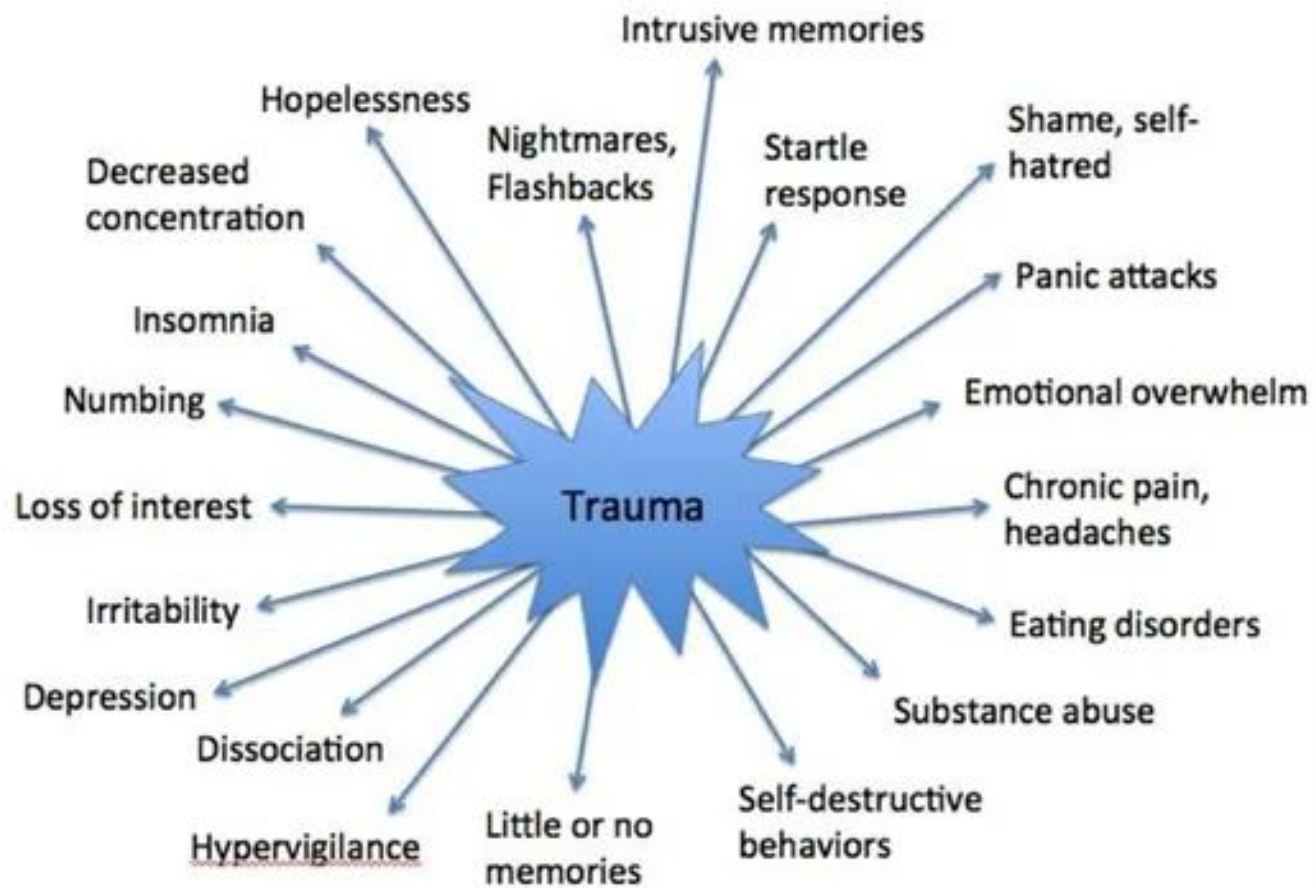 Intrusive memories
Hopelessness
Nightmares,
Flashbacks
Startle
response
Shame, self-
hatred
Decreased
concentration
Panic attacks
Insomnia
Numbing
Emotional overwhelm
Loss of interest
Trauma
Chronic pain,
headaches
Irritability
Eating disorders
Depression
Substance abuse
Dissociation
Hypervigilance
Little or no
memories
Self-destructive
behaviors